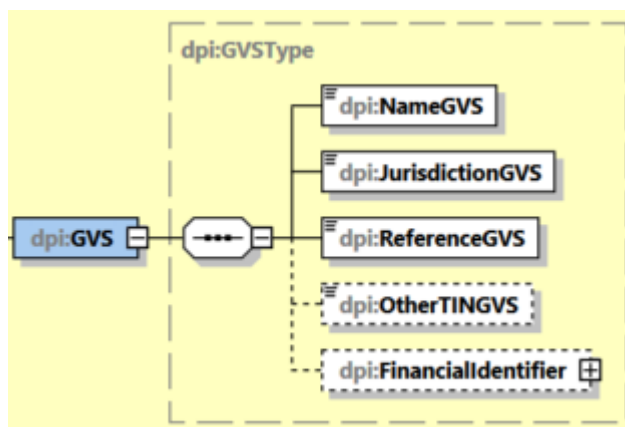 dpi:GVSType
dpi:NameGVS
dpi:JurisdictionGVS
dpi:GVS
dpi:ReferenceGVS
dpi:OtherTINGVS
dpi:FinancialIdentifier